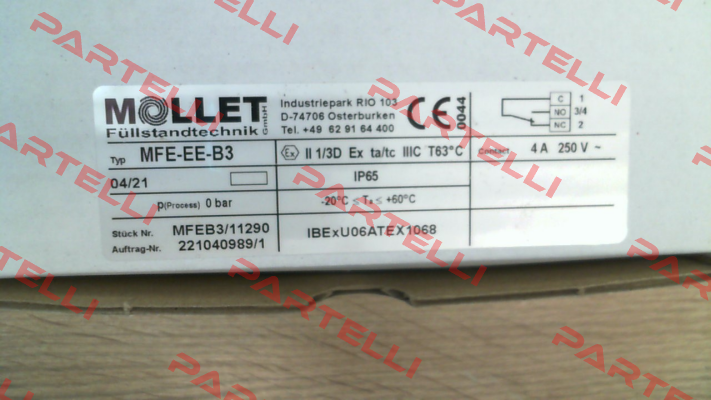 MOLLET
Füllstandtechnik GmbH
Industriepark RIO 103
D-74706 Osterburken
Tel. +49 62 91 64 400
CE 0044
C 1
NO 3/4
NC 2
Typ MFE-EE-B3
Ex II 1/3D Ex ta/tc IIIC T63°C
Contact 4 A 250 V ~
04/21
IP65
p(Process) 0 bar
-20°C ≤ Ta ≤ +60°C
Stück Nr. MFEB3/11290
Auftrag-Nr. 221040989/1
IBExU06ATEX1068
PARTELLI
PARTELLI
PARTELLI
PARTELLI
PARTELLI
PARTELLI
PARTELLI